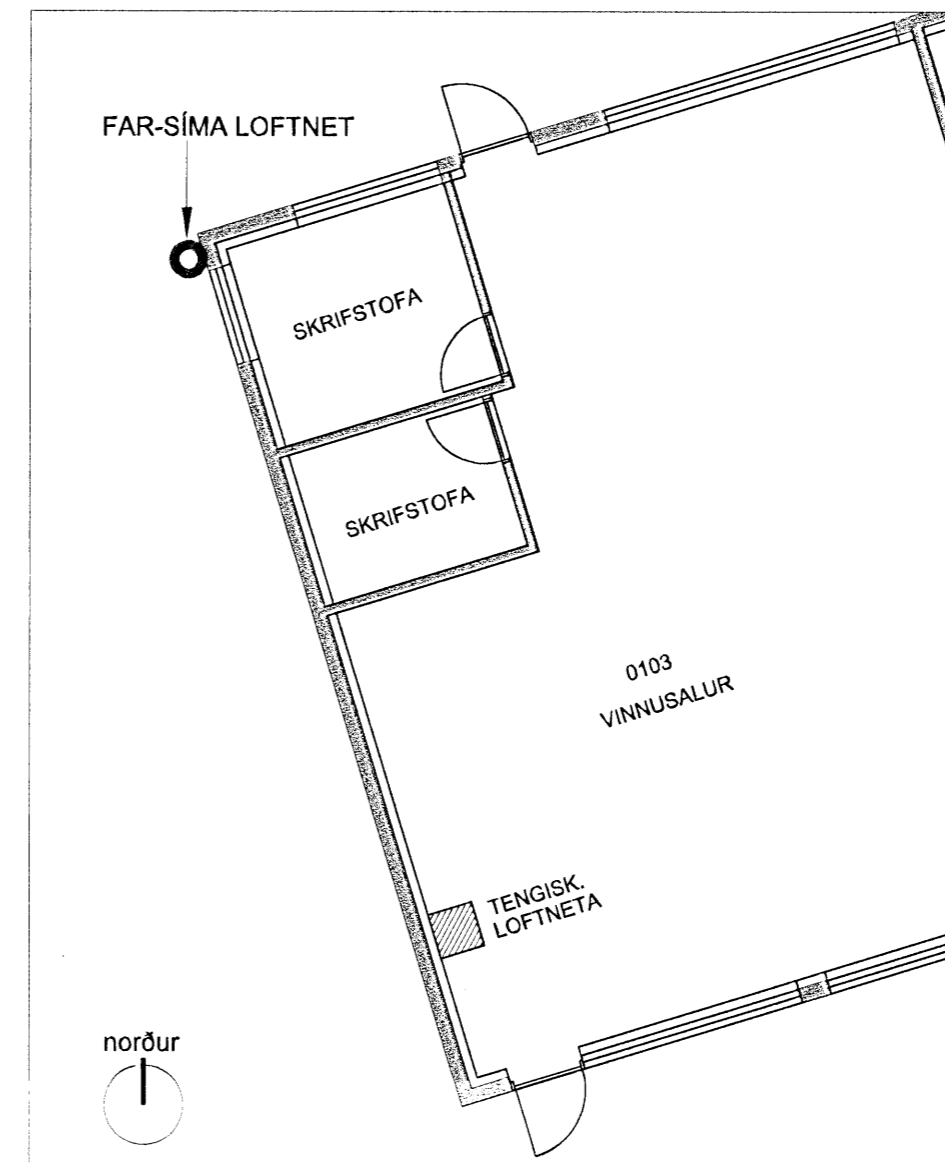 FAR-SÍMA LOFTNET
SKRIFSTOFA
SKRIFSTOFA
0103
VINNUSALUR
TENGISK.
LOFTNETA
norður